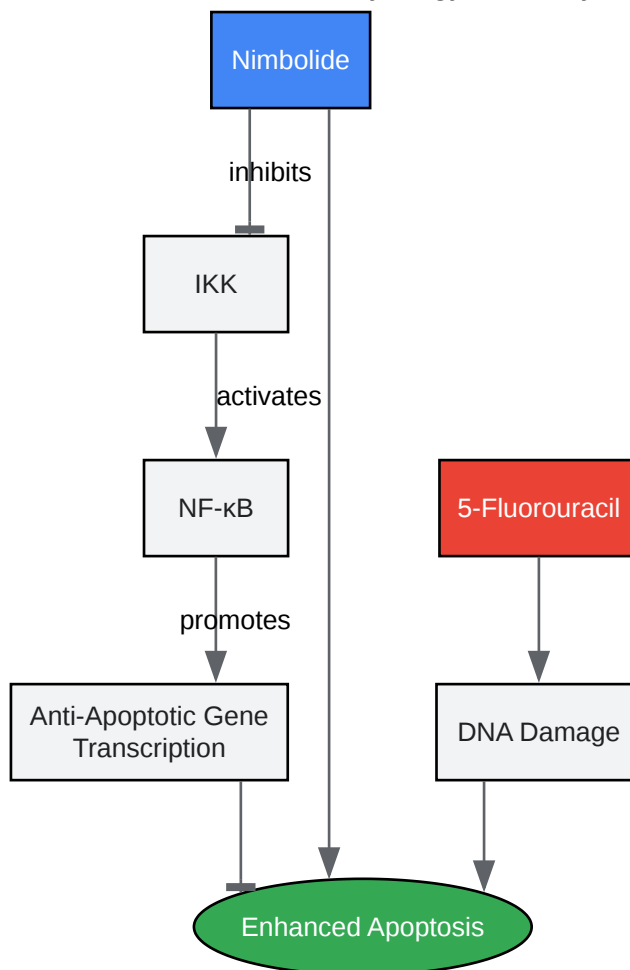 Nimbolide
inhibits
IKK
activates
NF-κB
5-Fluorouracil
promotes
Anti-Apoptotic Gene
Transcription
DNA Damage
Enhanced Apoptosis